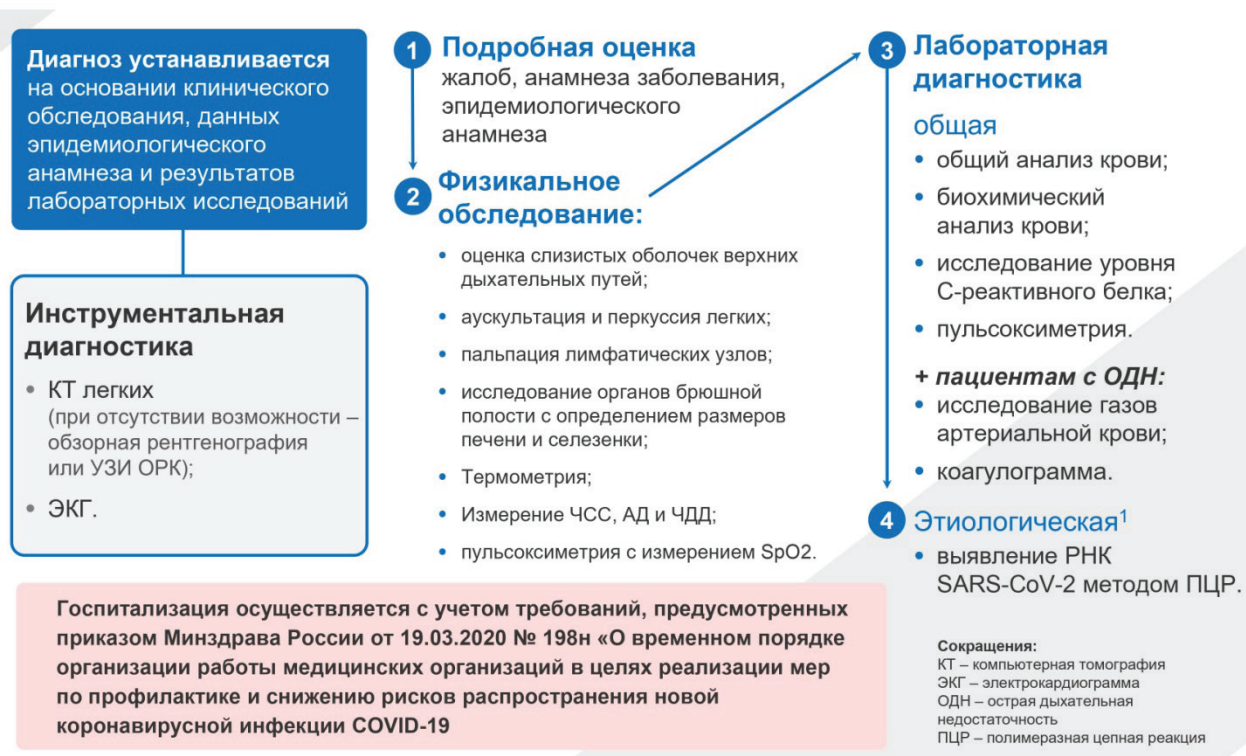 Диагноз устанавливается
на основании клинического
обследования, данных
эпидемиологического
анамнеза и результатов
лабораторных исследований
Инструментальная
диагностика
• КТ легких
(при отсутствии возможности –
обзорная рентгенография
или УЗИ ОРК);
• ЭКГ.
1 Подробная оценка
жалоб, анамнеза заболевания,
эпидемиологического
анамнеза
2 Физикальное
обследование:
• оценка слизистых оболочек верхних
дыхательных путей;
• аускультация и перкуссия легких;
• пальпация лимфатических узлов;
• исследование органов брюшной
полости с определением размеров
печени и селезенки;
• Термометрия;
• Измерение ЧСС, АД и ЧДД;
• пульсоксиметрия с измерением SpO2.
3 Лабораторная
диагностика
общая
• общий анализ крови;
• биохимический
анализ крови;
• исследование уровня
С-реактивного белка;
• пульсоксиметрия.
+ пациентам с ОДН:
• исследование газов
артериальной крови;
• коагулограмма.
4 Этиологическая¹
• выявление РНК
SARS-CoV-2 методом ПЦР.
Госпитализация осуществляется с учетом требований, предусмотренных
приказом Минздрава России от 19.03.2020 № 198н «О временном порядке
организации работы медицинских организаций в целях реализации мер
по профилактике и снижению рисков распространения новой
коронавирусной инфекции COVID-19
Сокращения:
КТ – компьютерная томография
ЭКГ – электрокардиограмма
ОДН – острая дыхательная
недостаточность
ПЦР – полимеразная цепная реакция